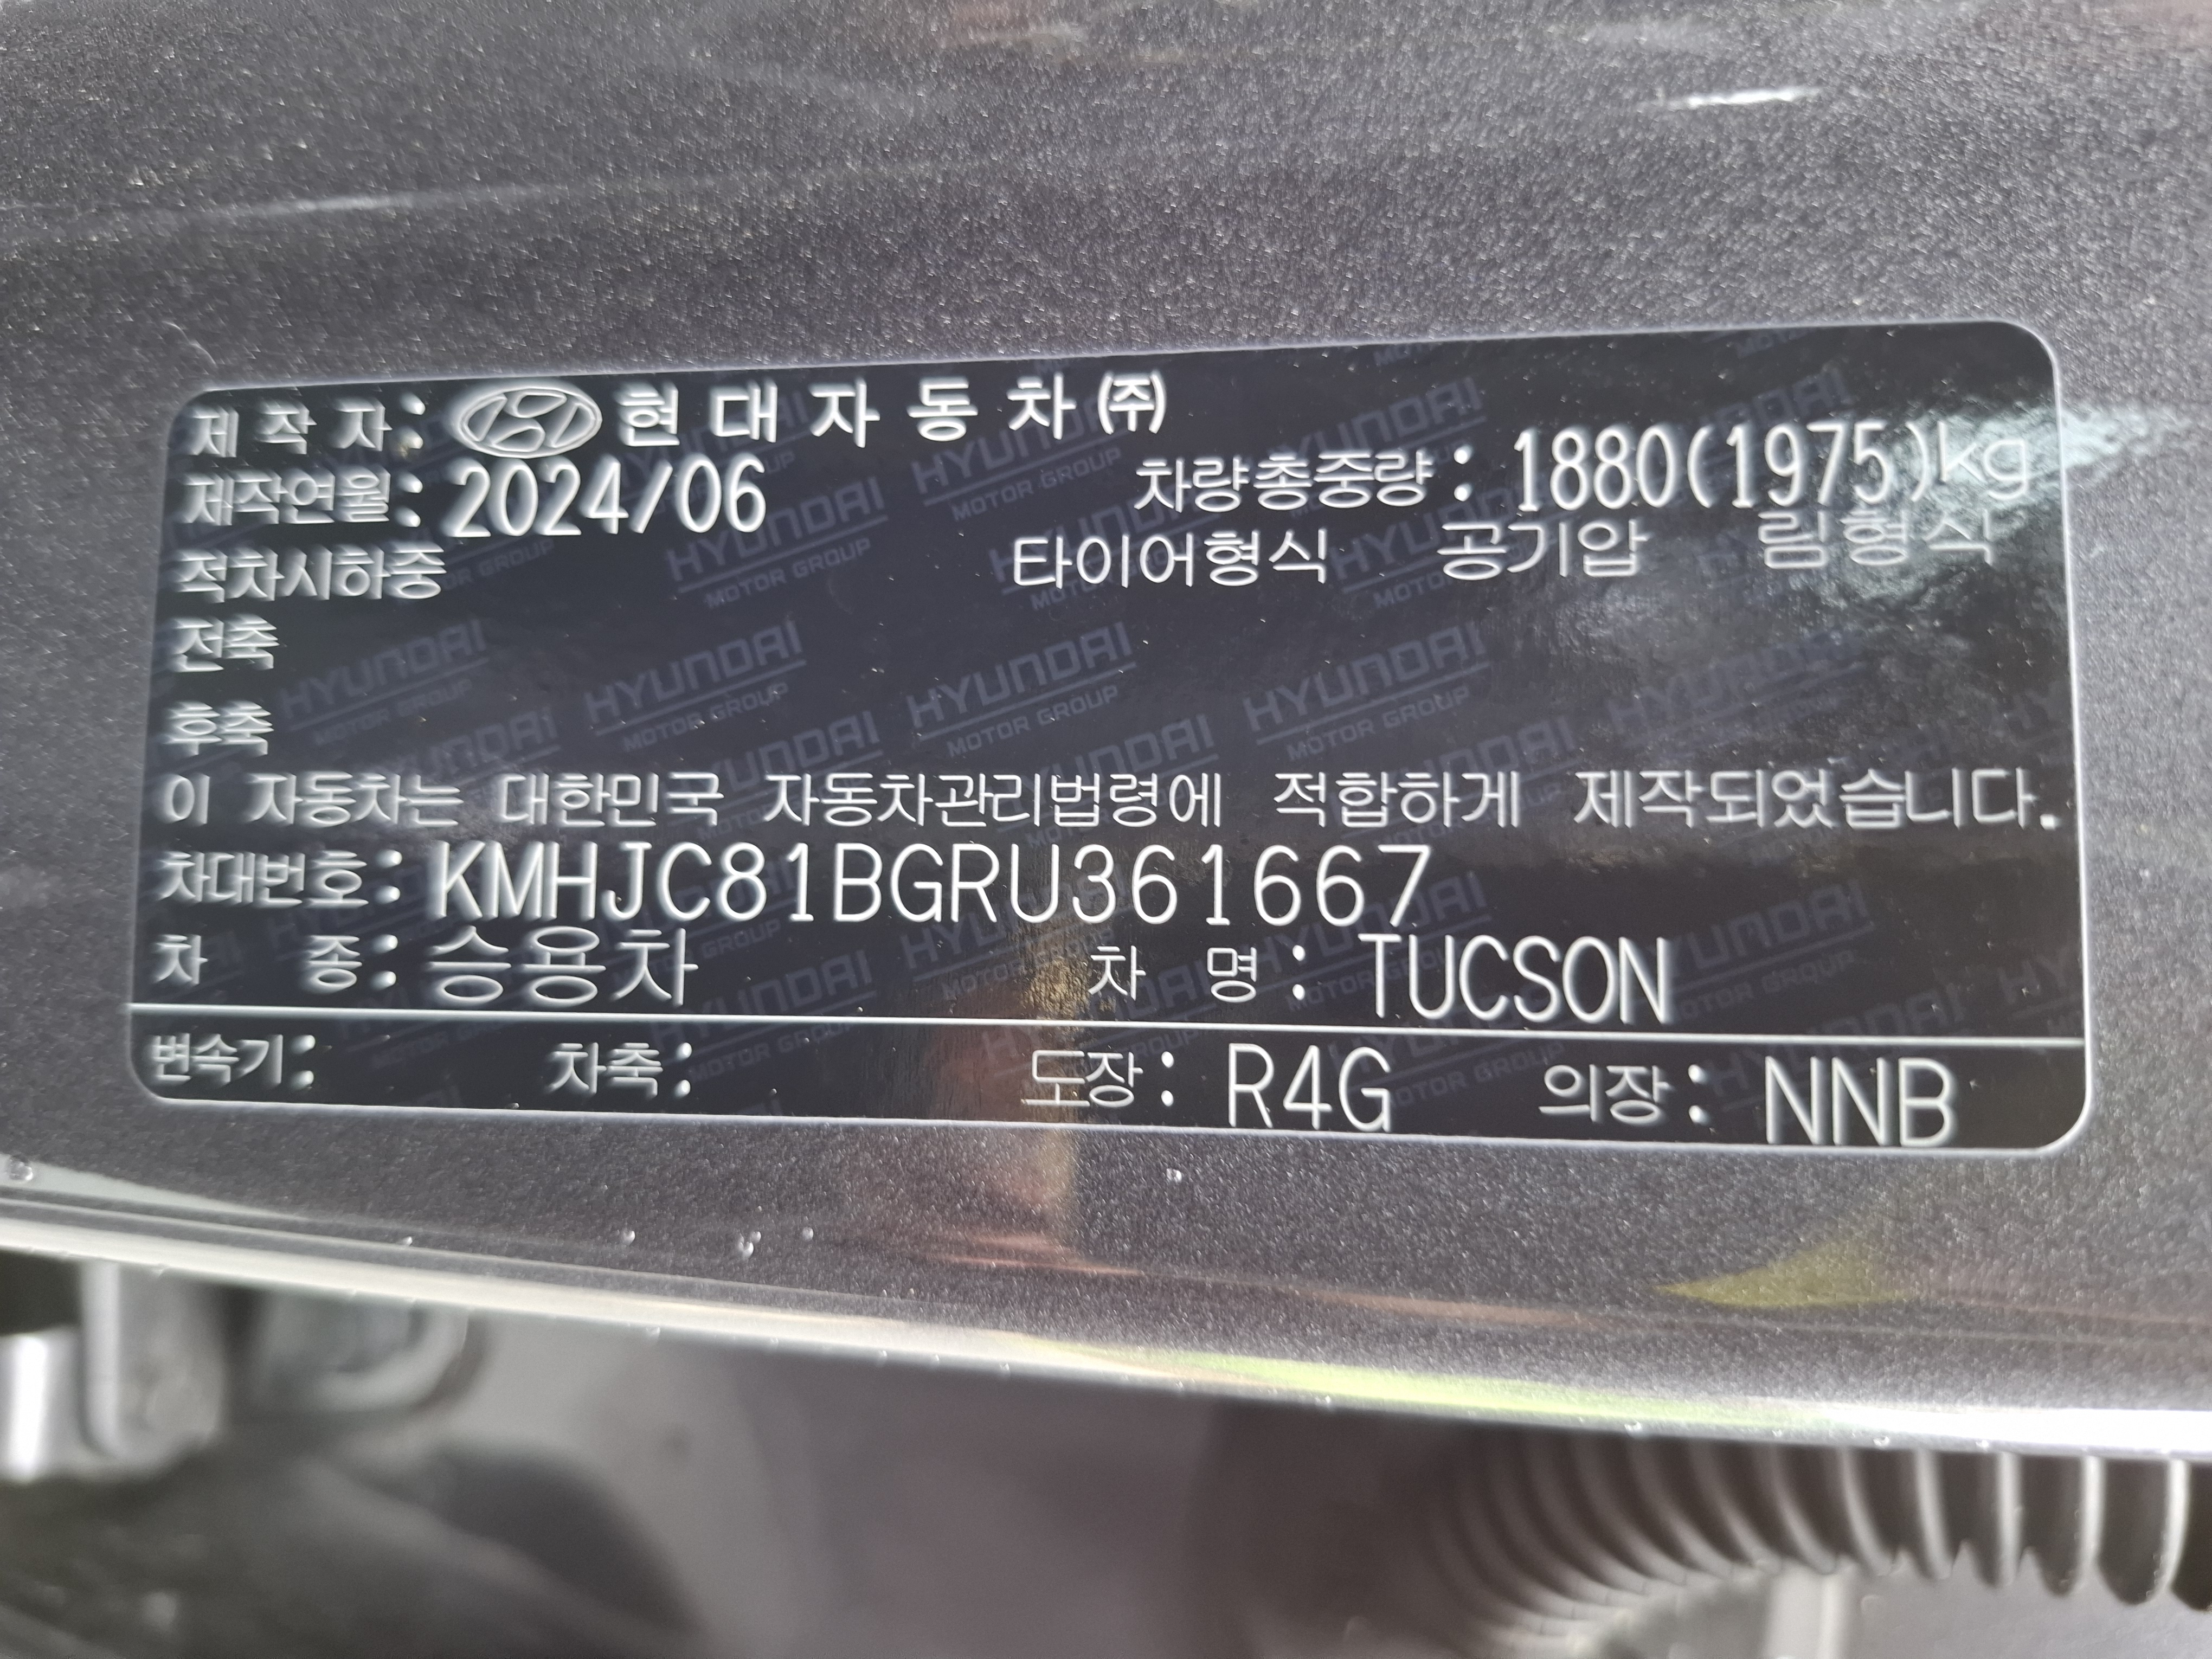 제 작 자 : 현 대 자 동 차 ㈜
제작연월 : 2024/06 차량총중량 : 1880(1975)kg
적차시하중 타이어형식 공기압 림형식
전축
후축
이 자동차는 대한민국 자동차관리법령에 적합하게 제작되었습니다.
차대번호 : KMHJC81BGRU361667
차 종 : 승용차 차 명 : TUCSON
변속기 : 차축 : 도장 : R4G 의장 : NNB
HYUNDAI
MOTOR GROUP